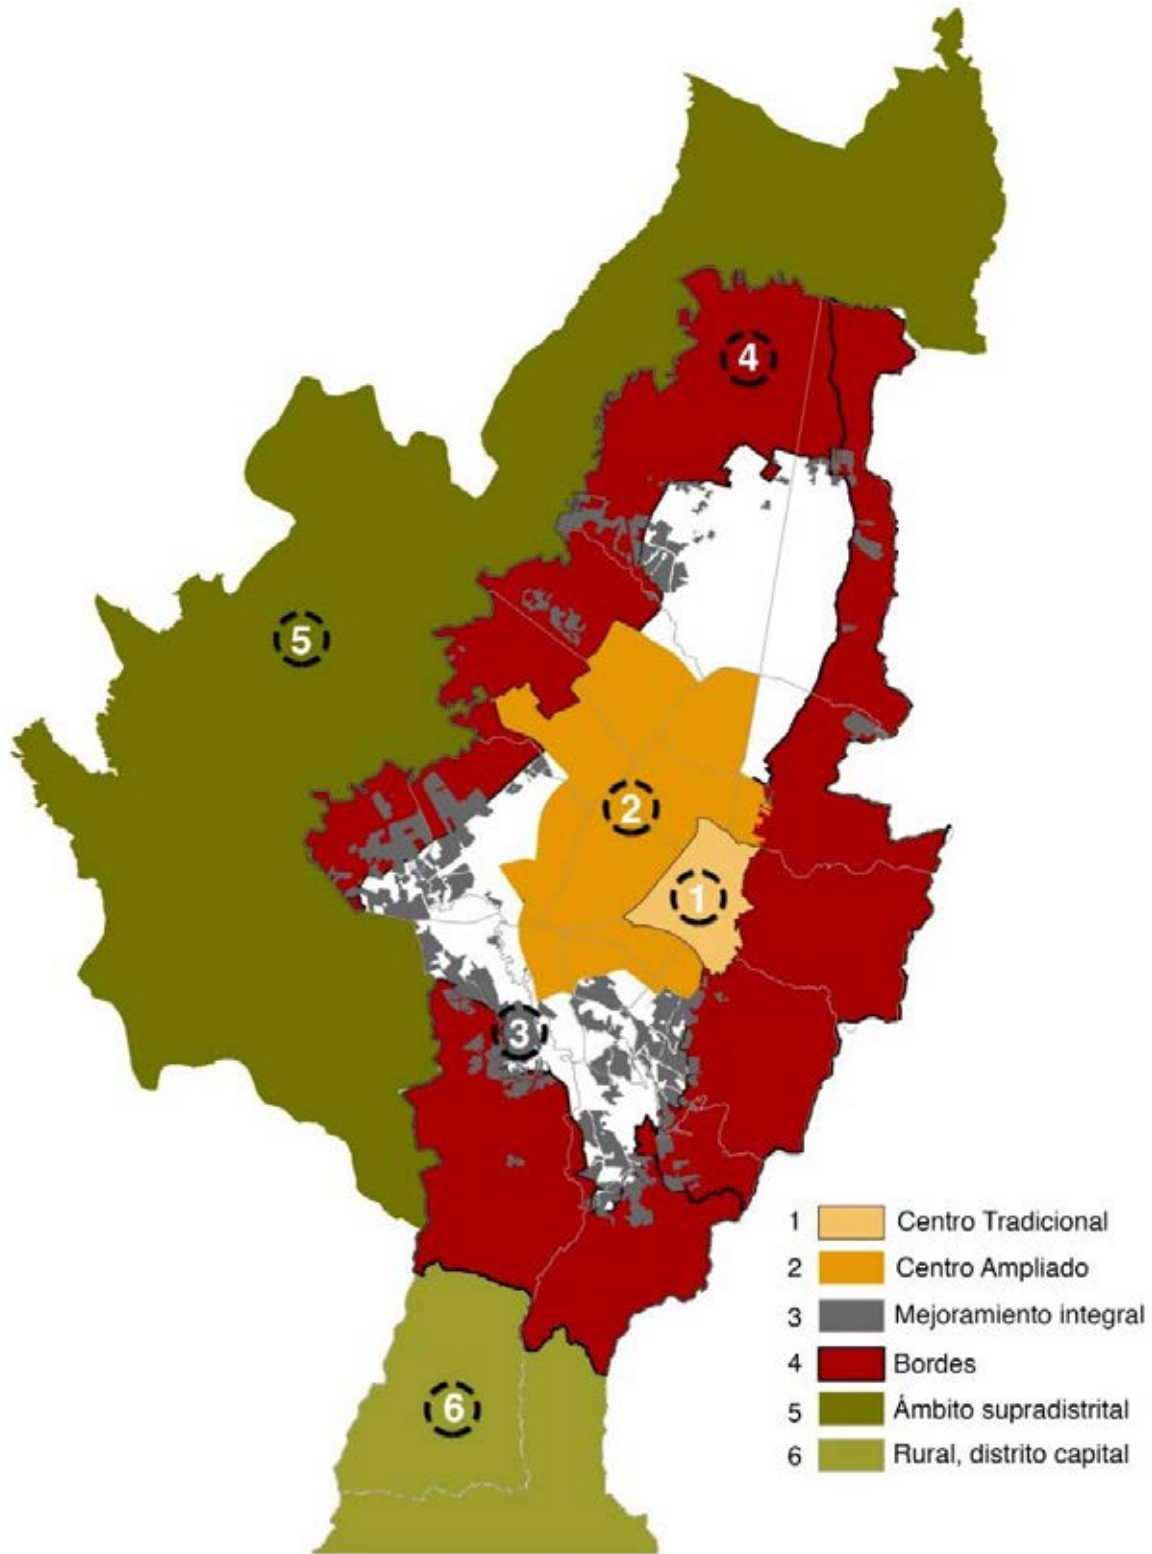 4
5
2
1
3
6
1 Centro Tradicional
2 Centro Ampliado
3 Mejoramiento integral
4 Bordes
5 Ámbito supradistrital
6 Rural, distrito capital